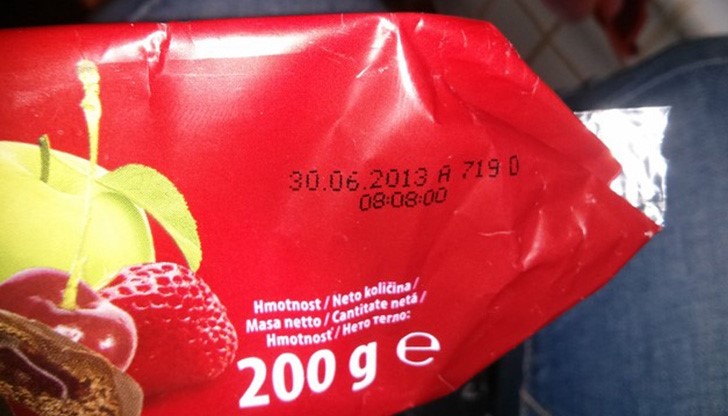 30.06.2013 A 719 0
08:08:00
Hmotnost / Neto količina /
Masa netto / Cantitate netă /
Hmotnosť / Нето тегло:
200 g e